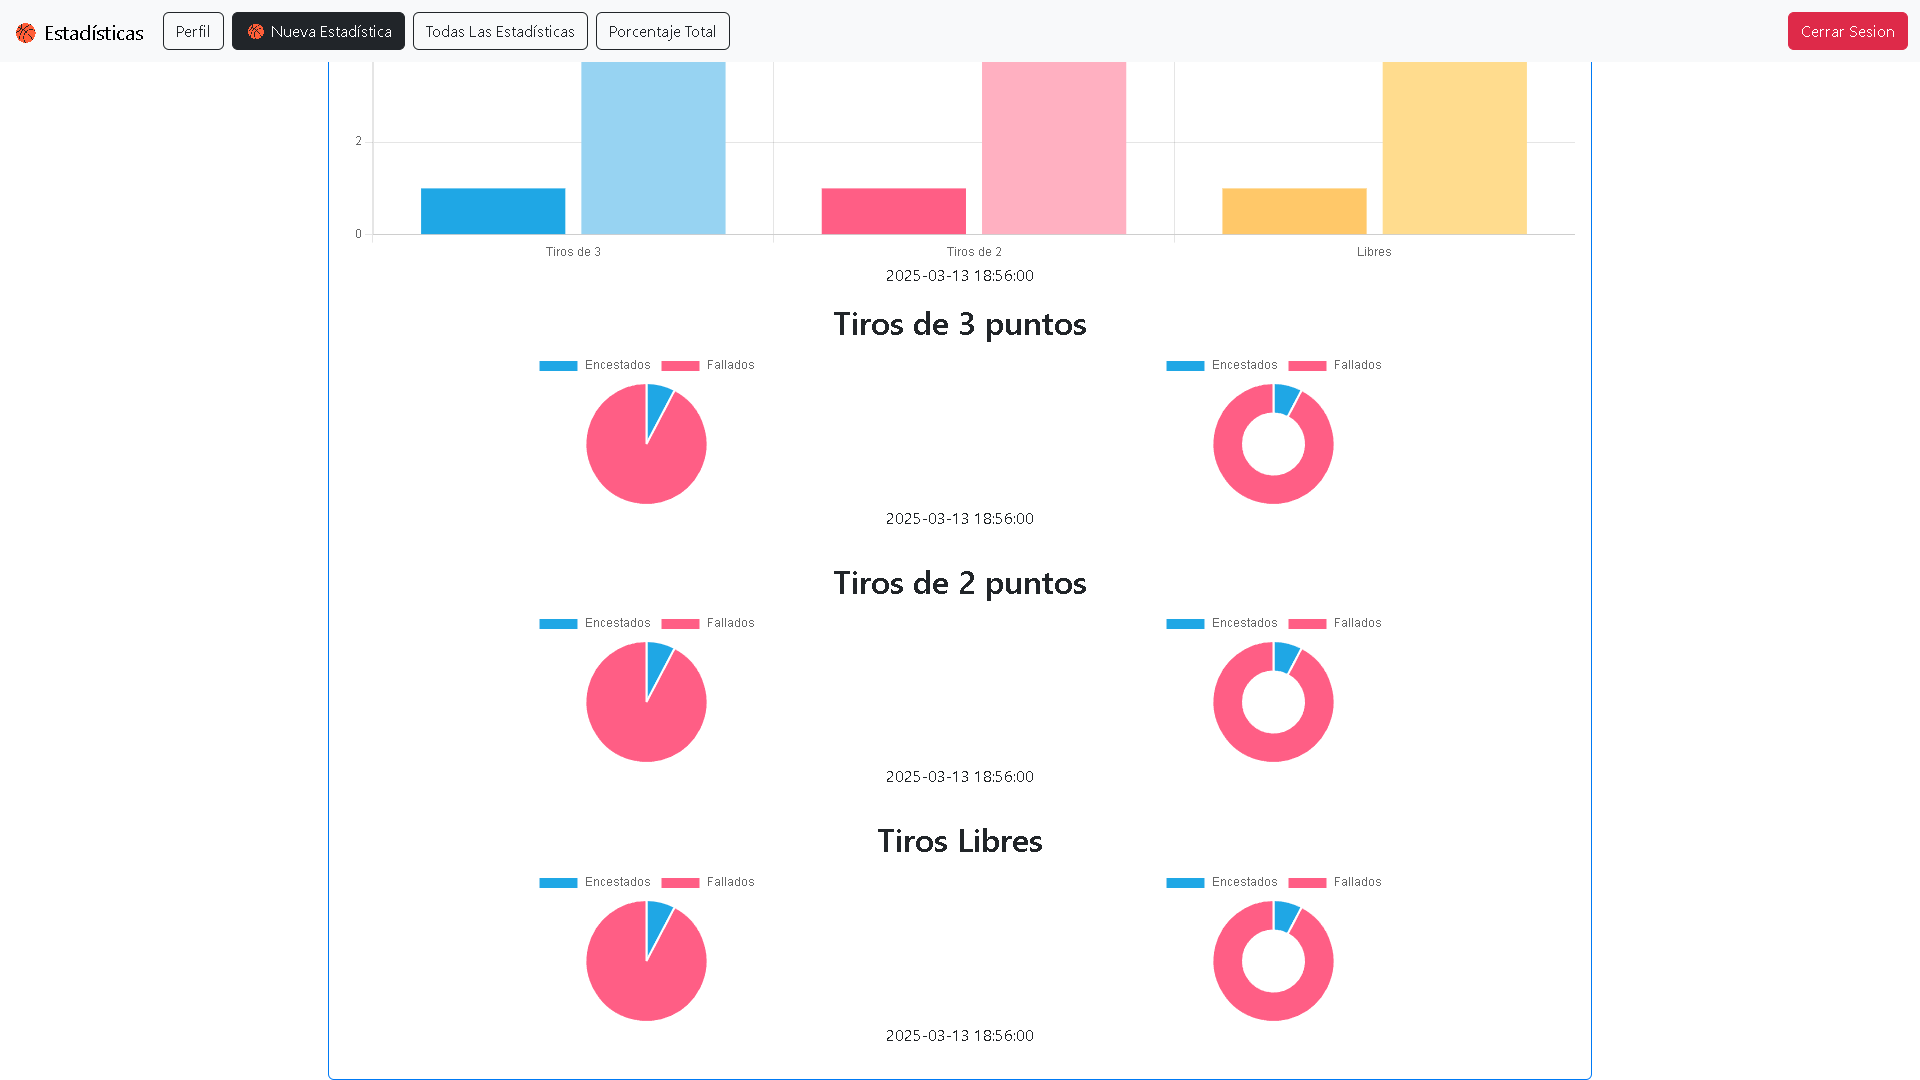 Estadísticas Perfil Nueva Estadística Todas Las Estadísticas Porcentaje Total Cerrar Sesion
2
0
Tiros de 3 Tiros de 2 Libres
2025-03-13 18:56:00
Tiros de 3 puntos
Encestados Fallados Encestados Fallados
2025-03-13 18:56:00
Tiros de 2 puntos
Encestados Fallados Encestados Fallados
2025-03-13 18:56:00
Tiros Libres
Encestados Fallados Encestados Fallados
2025-03-13 18:56:00